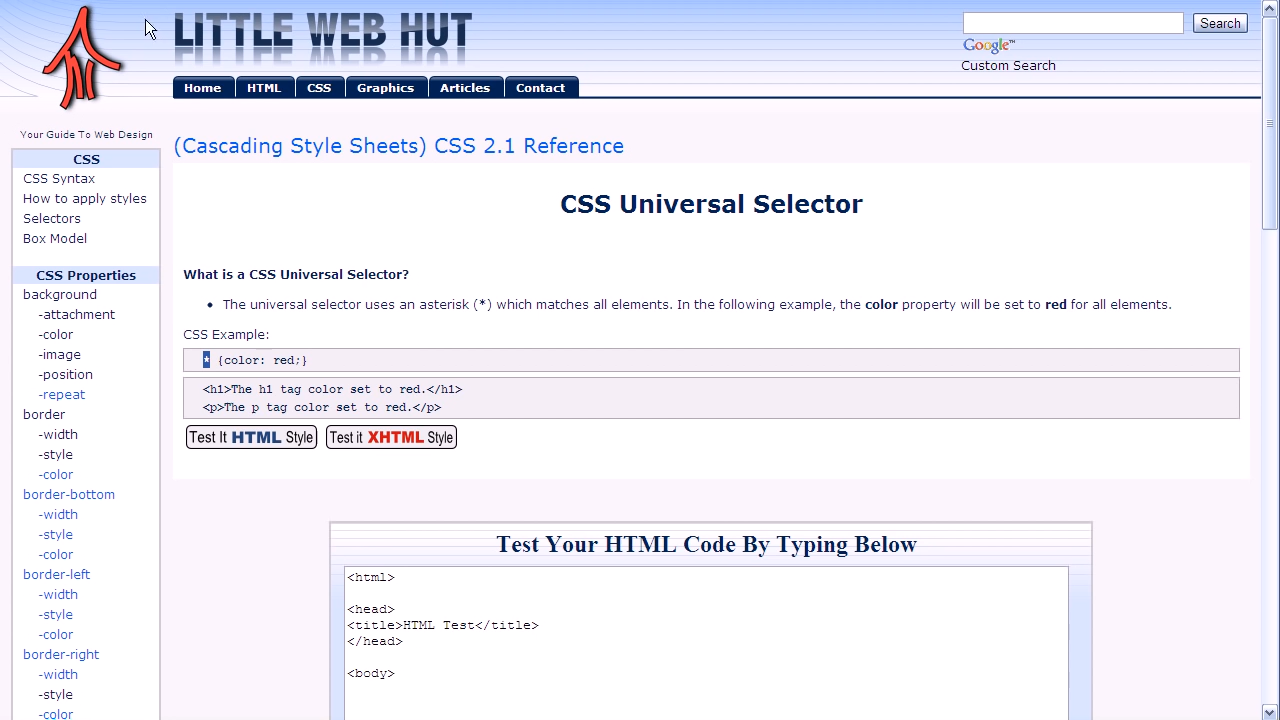 LITTLE WEB HUT
Search
Google™
Custom Search
Home HTML CSS Graphics Articles Contact
Your Guide To Web Design
CSS
CSS Syntax
How to apply styles
Selectors
Box Model
CSS Properties
background
-attachment
-color
-image
-position
-repeat
border
-width
-style
-color
border-bottom
-width
-style
-color
border-left
-width
-style
-color
border-right
-width
-style
-color
(Cascading Style Sheets) CSS 2.1 Reference
CSS Universal Selector
What is a CSS Universal Selector?
• The universal selector uses an asterisk (*) which matches all elements. In the following example, the color property will be set to red for all elements.
CSS Example:
* {color: red;}
<h1>The h1 tag color set to red.</h1>
<p>The p tag color set to red.</p>
Test It HTML Style Test it XHTML Style
Test Your HTML Code By Typing Below
<html>
<head>
<title>HTML Test</title>
</head>
<body>